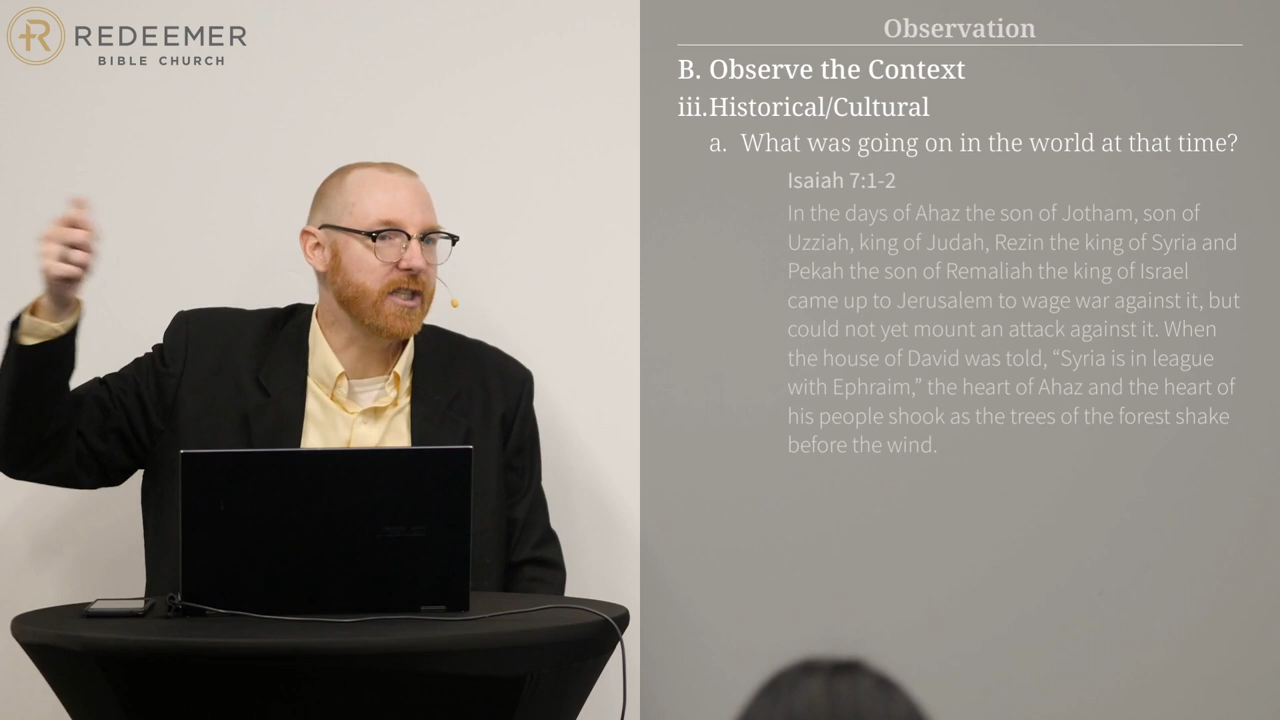 REDEEMER
BIBLE CHURCH
Observation
B. Observe the Context
iii.Historical/Cultural
a. What was going on in the world at that time?
Isaiah 7:1-2
In the days of Ahaz the son of Jotham, son of
Uzziah, king of Judah, Rezin the king of Syria and
Pekah the son of Remaliah the king of Israel
came up to Jerusalem to wage war against it, but
could not yet mount an attack against it. When
the house of David was told, “Syria is in league
with Ephraim,” the heart of Ahaz and the heart of
his people shook as the trees of the forest shake
before the wind.